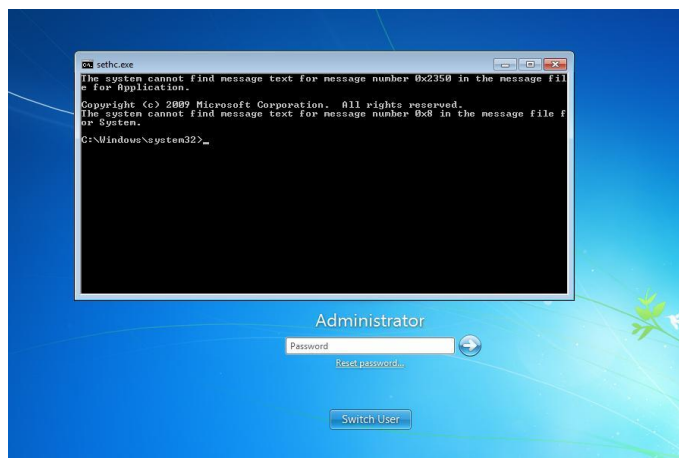 sethc.exe
The system cannot find message text for message number 0x2350 in the message fil
e for Application.
Copyright (c) 2009 Microsoft Corporation.  All rights reserved.
The system cannot find message text for message number 0x8 in the message file f
or System.
C:\Windows\system32>_
Administrator
Password
Reset password...
Switch User